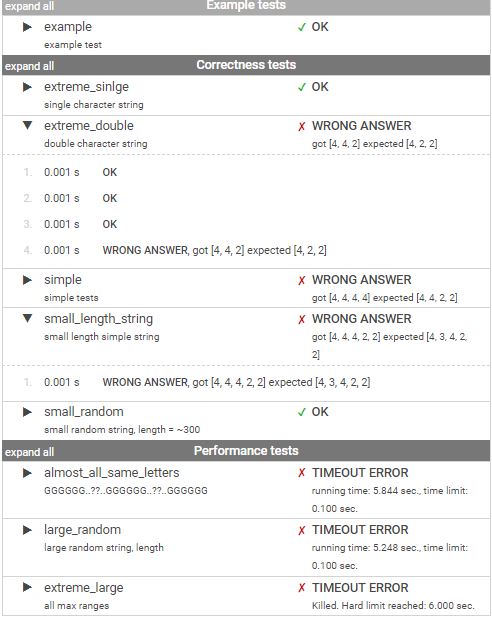 expand all Example tests
▶ example ✓ OK
example test
expand all Correctness tests
▶ extreme_sinlge ✓ OK
single character string
▼ extreme_double ✗ WRONG ANSWER
double character string got [4, 4, 2] expected [4, 2, 2]
1. 0.001 s OK
2. 0.001 s OK
3. 0.001 s OK
4. 0.001 s WRONG ANSWER, got [4, 4, 2] expected [4, 2, 2]
▶ simple ✗ WRONG ANSWER
simple tests got [4, 4, 4, 4] expected [4, 4, 2, 2]
▼ small_length_string ✗ WRONG ANSWER
small length simple string got [4, 4, 4, 2, 2] expected [4, 3, 4, 2,
2]
1. 0.001 s WRONG ANSWER, got [4, 4, 4, 2, 2] expected [4, 3, 4, 2, 2]
▶ small_random ✓ OK
small random string, length = ~300
expand all Performance tests
▶ almost_all_same_letters ✗ TIMEOUT ERROR
GGGGGG..??..GGGGGG..??..GGGGGG running time: 5.844 sec., time limit:
0.100 sec.
▶ large_random ✗ TIMEOUT ERROR
large random string, length running time: 5.248 sec., time limit:
0.100 sec.
▶ extreme_large ✗ TIMEOUT ERROR
all max ranges Killed. Hard limit reached: 6.000 sec.